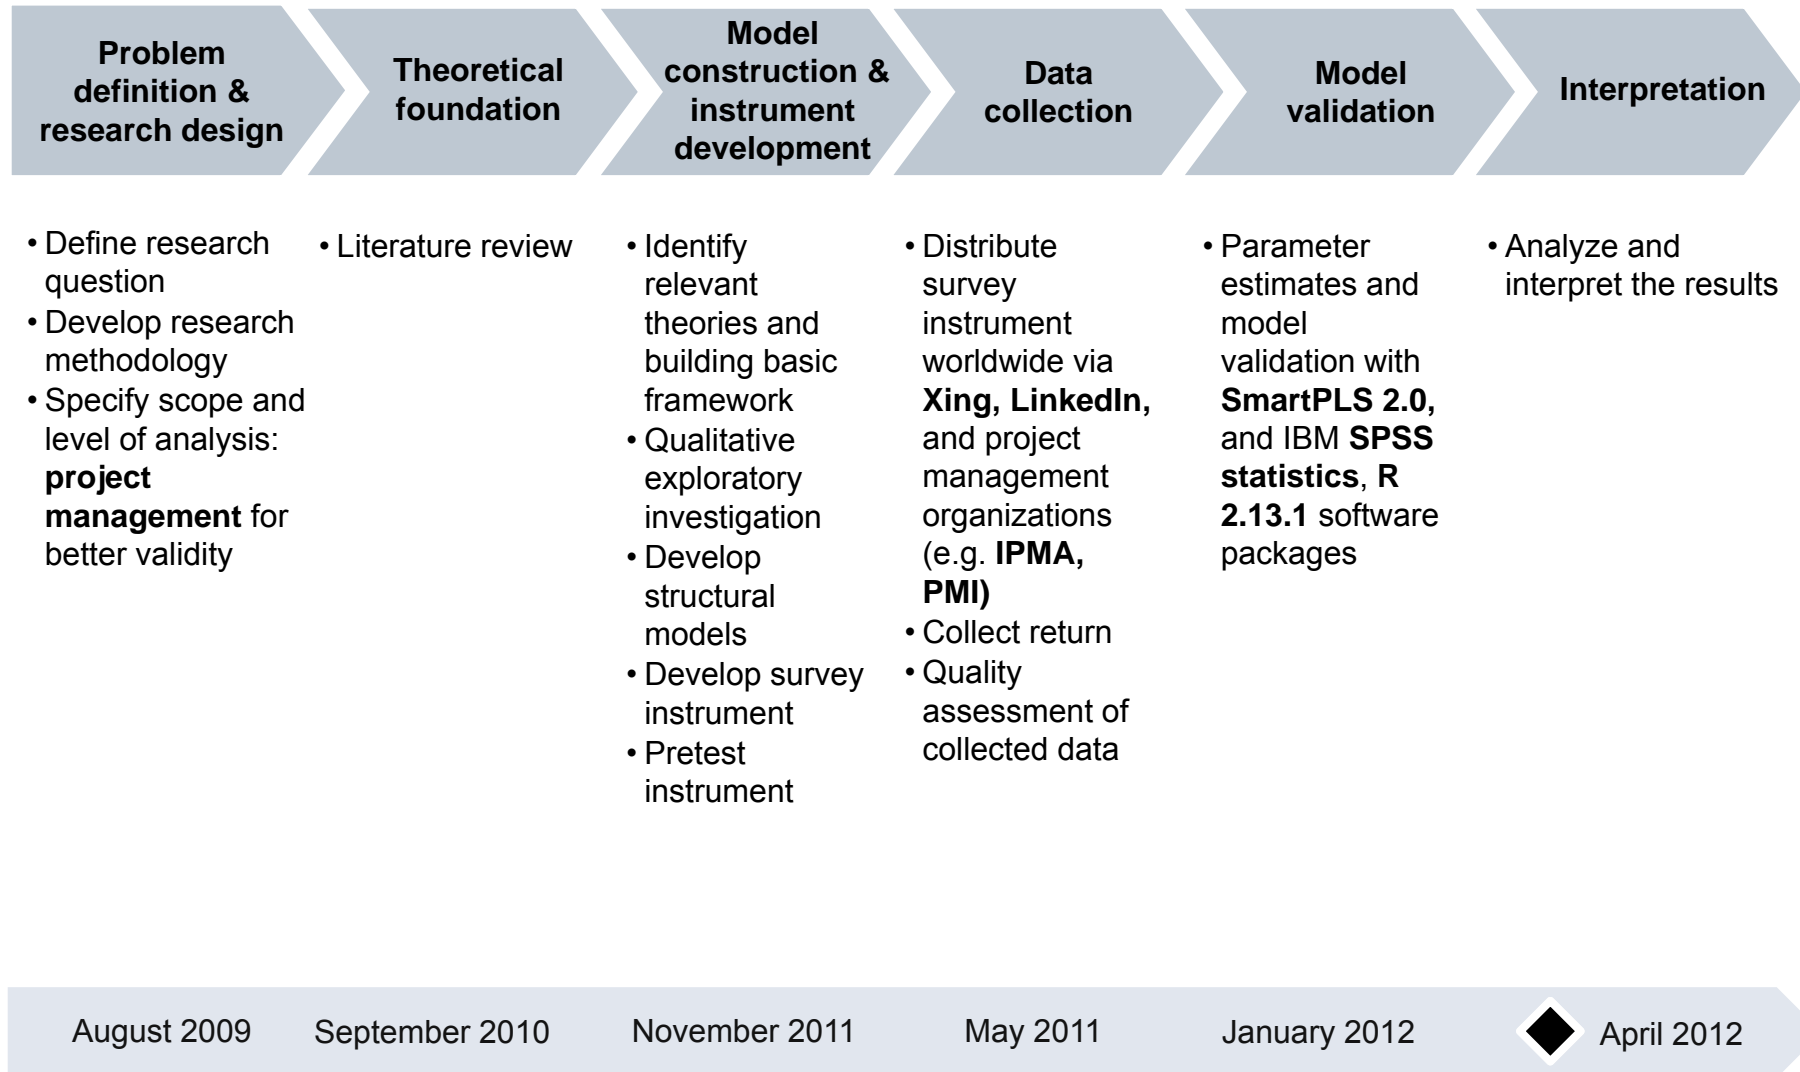 Problem
definition &
research design
Theoretical
foundation
Model
construction &
instrument
development
Data
collection
Model
validation
Interpretation
• Define research
question
• Develop research
methodology
• Specify scope and
level of analysis:
project
management for
better validity
• Literature review
• Identify
relevant
theories and
building basic
framework
• Qualitative
exploratory
investigation
• Develop
structural
models
• Develop survey
instrument
• Pretest
instrument
• Distribute
survey
instrument
worldwide via
Xing, LinkedIn,
and project
management
organizations
(e.g. IPMA,
PMI)
• Collect return
• Quality
assessment of
collected data
• Parameter
estimates and
model
validation with
SmartPLS 2.0,
and IBM SPSS
statistics, R
2.13.1 software
packages
• Analyze and
interpret the results
August 2009
September 2010
November 2011
May 2011
January 2012
April 2012